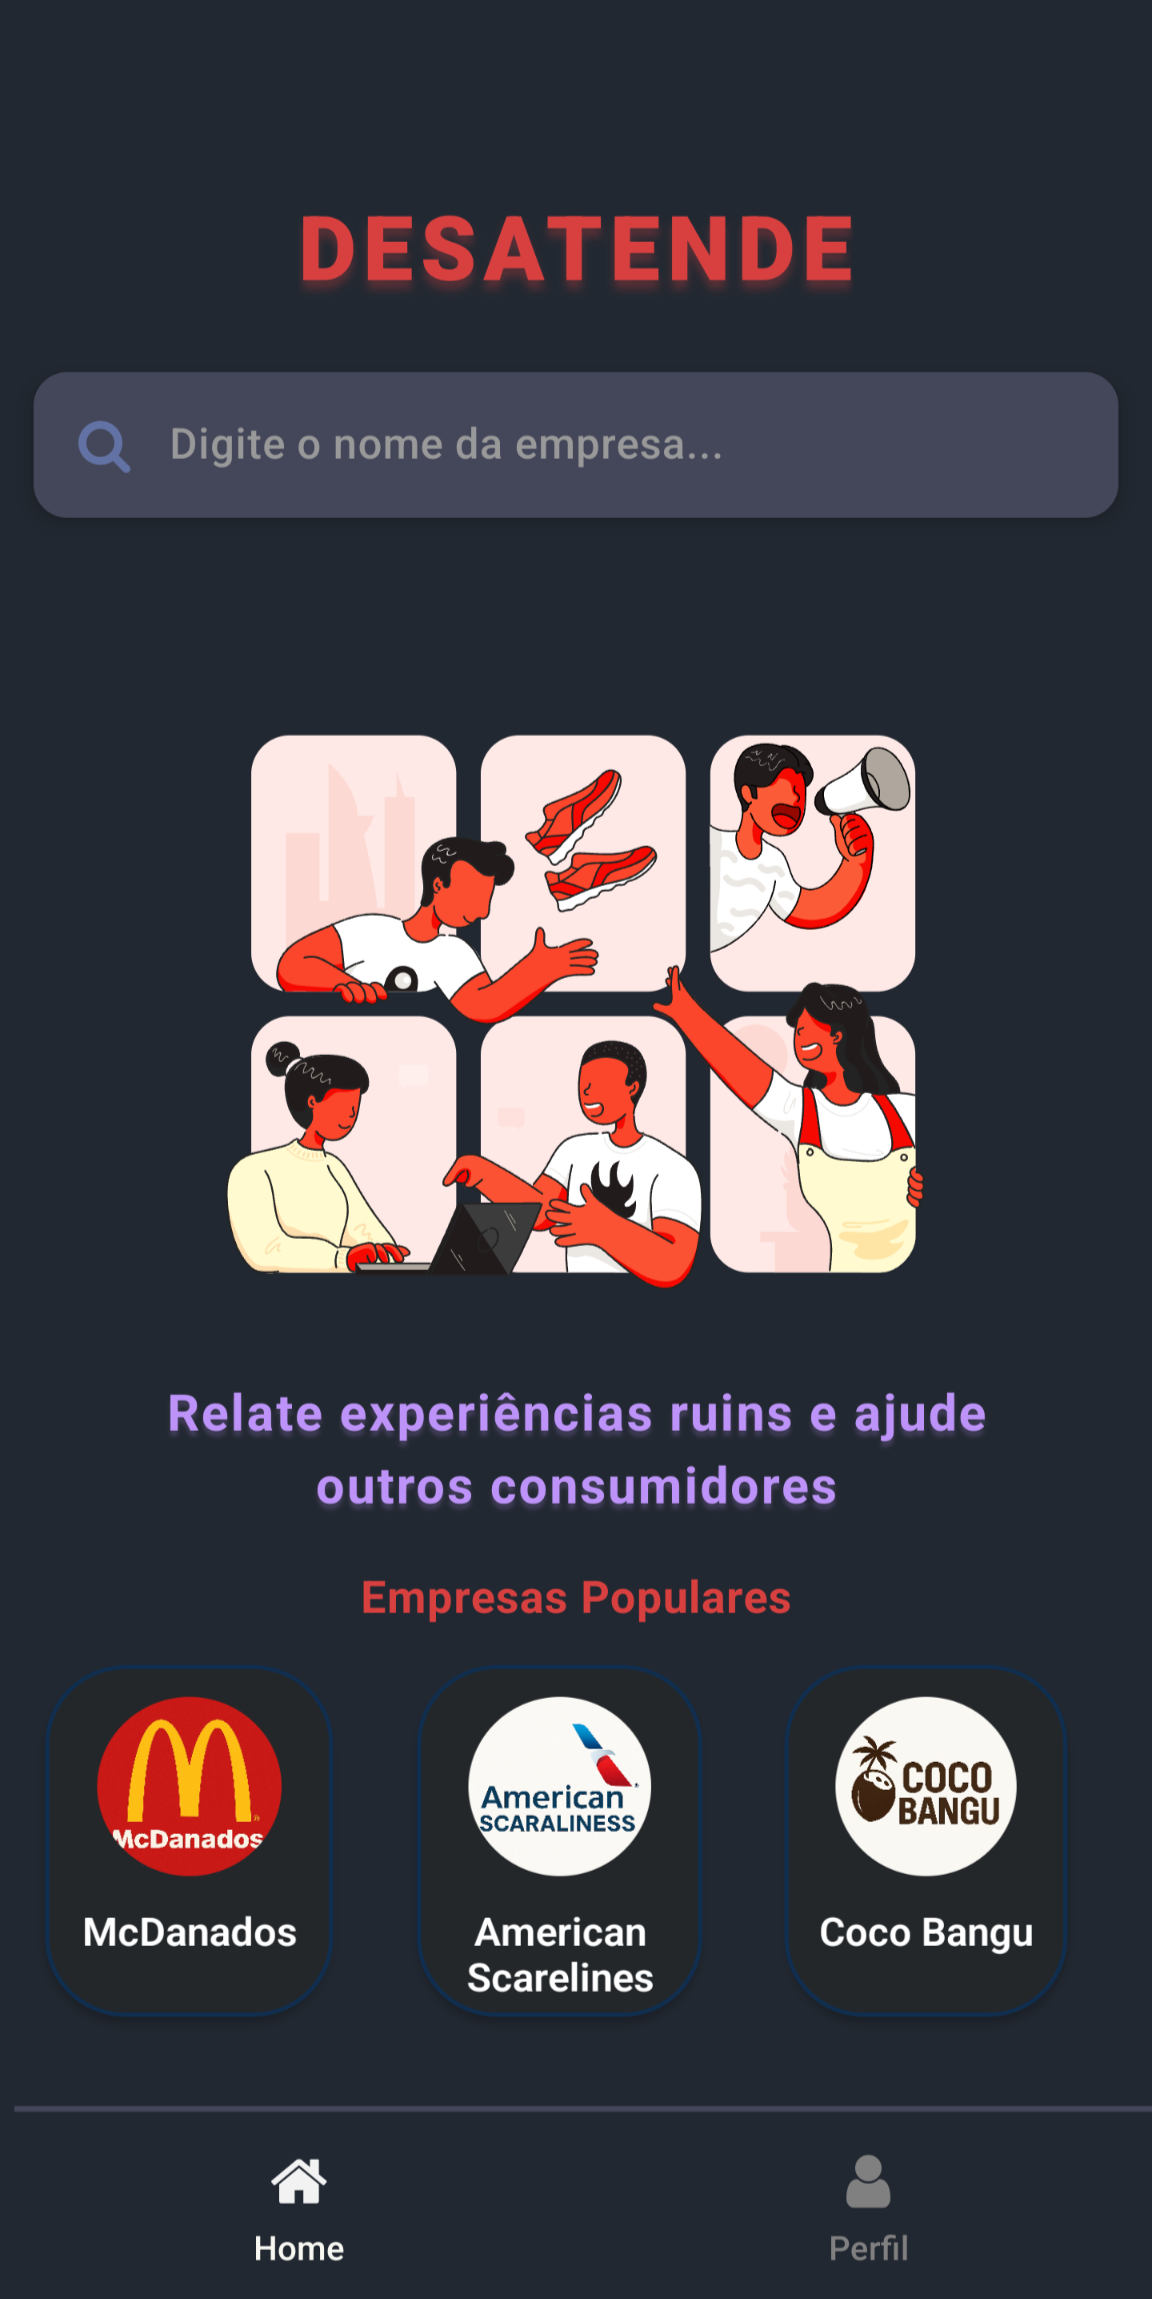 DESATENDE
Digite o nome da empresa...
Relate experiências ruins e ajude
outros consumidores
Empresas Populares
McDanados
American
SCARALINESS
COCO
BANGU
McDanados
American
Scarelines
Coco Bangu
Home
Perfil